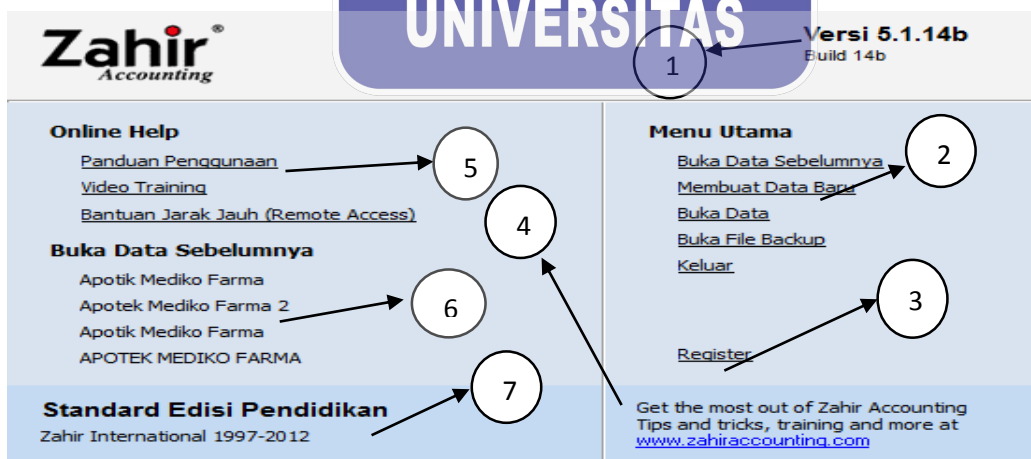 UNIVERSITAS
Zahir®
Accounting
Versi 5.1.14b
Build 14b
1
Online Help
Panduan Penggunaan
Video Training
Bantuan Jarak Jauh (Remote Access)
5
4
Buka Data Sebelumnya
Apotik Mediko Farma
Apotek Mediko Farma 2
Apotik Mediko Farma
APOTEK MEDIKO FARMA
6
7
Standard Edisi Pendidikan
Zahir International 1997-2012
Menu Utama
Buka Data Sebelumnya
Membuat Data Baru
Buka Data
Buka File Backup
Keluar
2
3
Register
Get the most out of Zahir Accounting
Tips and tricks, training and more at
www.zahiraccounting.com